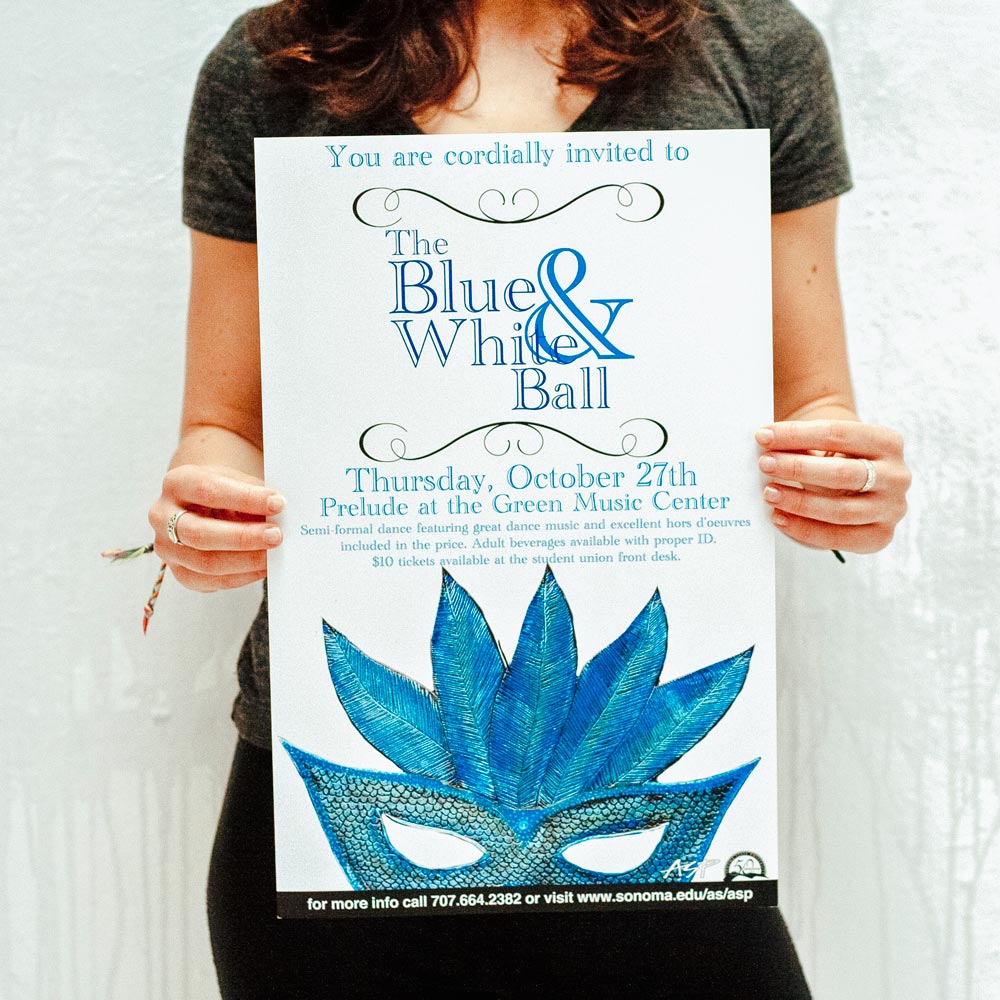 You are cordially invited to
The
Blue &
White
Ball
Thursday, October 27th
Prelude at the Green Music Center
Semi-formal dance featuring great dance music and excellent hors d'oeuvres
included in the price. Adult beverages available with proper ID.
$10 tickets available at the student union front desk.
ASP
50
for more info call 707.664.2382 or visit www.sonoma.edu/as/asp